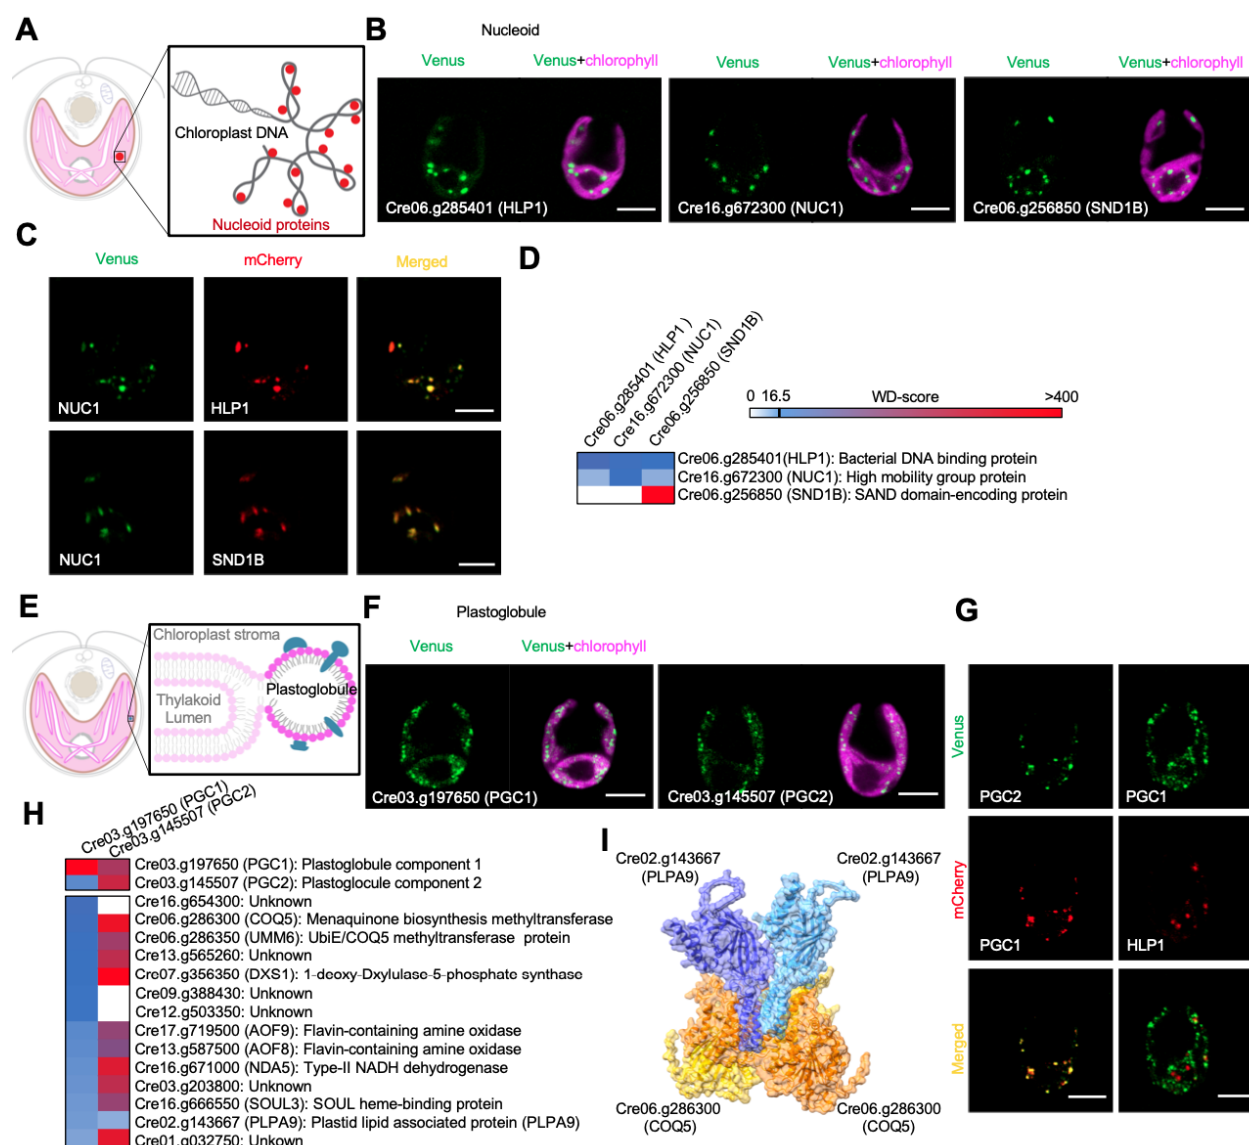 A
Chloroplast DNA
Nucleoid proteins
B
Nucleoid
Venus
Venus+chlorophyll
Venus
Venus+chlorophyll
Venus
Venus+chlorophyll
Cre06.g285401 (HLP1)
Cre16.g672300 (NUC1)
Cre06.g256850 (SND1B)
C
Venus
mCherry
Merged
NUC1
HLP1
NUC1
SND1B
D
Cre06.g285401 (HLP1 )
Cre16.g672300 (NUC1)
Cre06.g256850 (SND1B)
0 16.5 WD-score >400
Cre06.g285401(HLP1): Bacterial DNA binding protein
Cre16.g672300 (NUC1): High mobility group protein
Cre06.g256850 (SND1B): SAND domain-encoding protein
E
Chloroplast stroma
Thylakoid
Lumen
Plastoglobule
F
Plastoglobule
Venus
Venus+chlorophyll
Cre03.g197650 (PGC1)
Cre03.g145507 (PGC2)
G
Venus
PGC2
PGC1
mCherry
PGC1
HLP1
Merged
H
Cre03.g197650 (PGC1)
Cre03.g145507 (PGC2)
Cre03.g197650 (PGC1): Plastoglobule component 1
Cre03.g145507 (PGC2): Plastoglocule component 2
Cre16.g654300: Unknown
Cre06.g286300 (COQ5): Menaquinone biosynthesis methyltransferase
Cre06.g286350 (UMM6): UbiE/COQ5 methyltransferase protein
Cre13.g565260: Unknown
Cre07.g356350 (DXS1): 1-deoxy-Dxylulase-5-phosphate synthase
Cre09.g388430: Unknown
Cre12.g503350: Unknown
Cre17.g719500 (AOF9): Flavin-containing amine oxidase
Cre13.g587500 (AOF8): Flavin-containing amine oxidase
Cre16.g671000 (NDA5): Type-II NADH dehydrogenase
Cre03.g203800: Unknown
Cre16.g666550 (SOUL3): SOUL heme-binding protein
Cre02.g143667 (PLPA9): Plastid lipid associated protein (PLPA9)
Cre01.g032750: Unkown
I
Cre02.g143667
(PLPA9)
Cre02.g143667
(PLPA9)
Cre06.g286300
(COQ5)
Cre06.g286300
(COQ5)